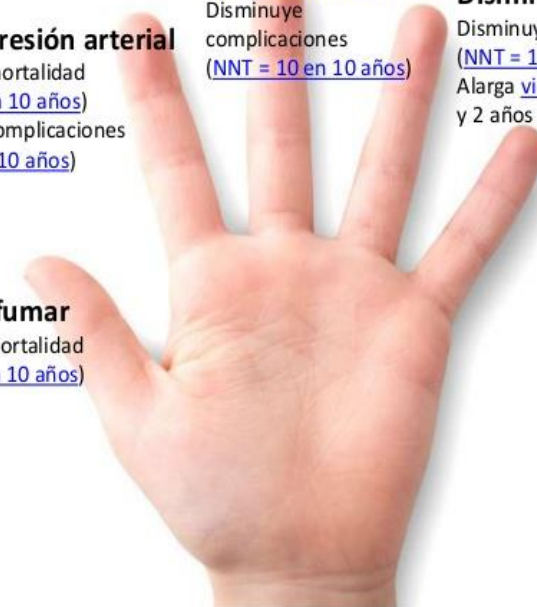 Disminuye
complicaciones
(NNT = 10 en 10 años)
resión arterial
ortalidad
10 años)
omplicaciones
10 años)
Disminuy
(NNT = 1
Alarga vi
y 2 años
fumar
ortalidad
10 años)